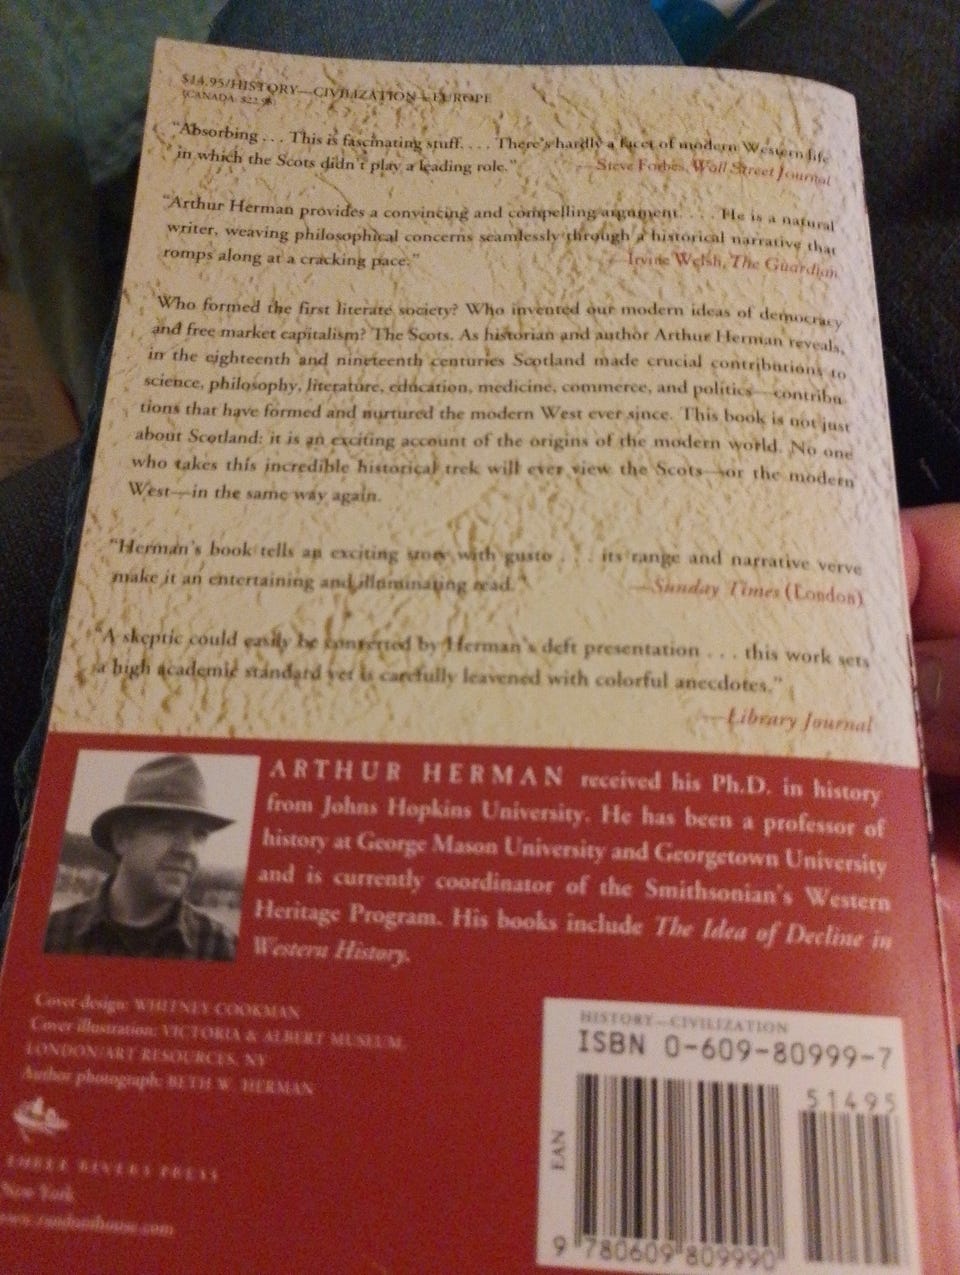 $14.95/HISTORY—CIVILIZATION—EUROPE
(CANADA: $22.95)
“Absorbing . . . This is fascinating stuff. . . . There’s hardly a facet of modern Western life
in which the Scots didn’t play a leading role.” —Steve Forbes, Wall Street Journal
“Arthur Herman provides a convincing and compelling argument. . . . He is a natural
writer, weaving philosophical concerns seamlessly through a historical narrative that
romps along at a cracking pace.” —Irvine Welsh, The Guardian
Who formed the first literate society? Who invented our modern ideas of democracy
and free market capitalism? The Scots. As historian and author Arthur Herman reveals,
in the eighteenth and nineteenth centuries Scotland made crucial contributions to
science, philosophy, literature, education, medicine, commerce, and politics—contribu-
tions that have formed and nurtured the modern West ever since. This book is not just
about Scotland: it is an exciting account of the origins of the modern world. No one
who takes this incredible historical trek will ever view the Scots—or the modern
West—in the same way again.
“Herman’s book tells an exciting story with gusto . . . its range and narrative verve
make it an entertaining and illuminating read.” —Sunday Times (London)
“A skeptic could easily be converted by Herman’s deft presentation . . . this work sets
a high academic standard yet is carefully leavened with colorful anecdotes.”
—Library Journal
ARTHUR HERMAN received his Ph.D. in history
from Johns Hopkins University. He has been a professor of
history at George Mason University and Georgetown University
and is currently coordinator of the Smithsonian’s Western
Heritage Program. His books include The Idea of Decline in
Western History.
Cover design: WHITNEY COOKMAN
Cover illustration: VICTORIA & ALBERT MUSEUM,
LONDON/ART RESOURCES, NY
Author photograph: BETH W. HERMAN
THREE RIVERS PRESS
New York
www.randomhouse.com
HISTORY—CIVILIZATION
ISBN 0-609-80999-7
51495
EAN
9 780609 809990